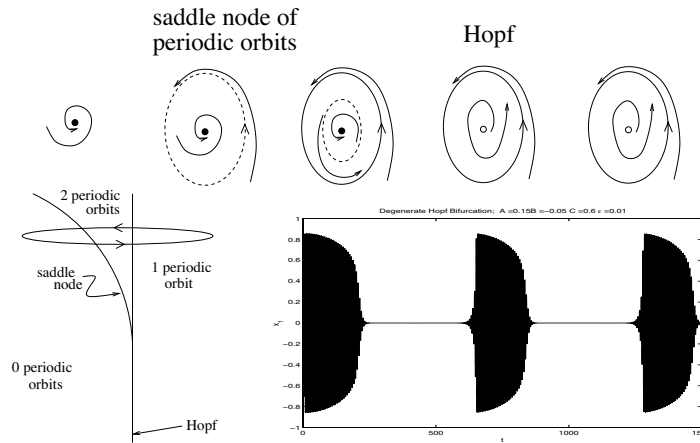 saddle node of
periodic orbits
Hopf
2 periodic
orbits
saddle
node
1 periodic
orbit
0 periodic
orbits
Hopf
Degenerate Hopf Bifurcation; A =0.15B =-0.05 C =0.6 ε =0.01
1
0.8
0.6
0.4
0.2
0
-0.2
-0.4
-0.6
-0.8
-1
x1
0
500
1000
t